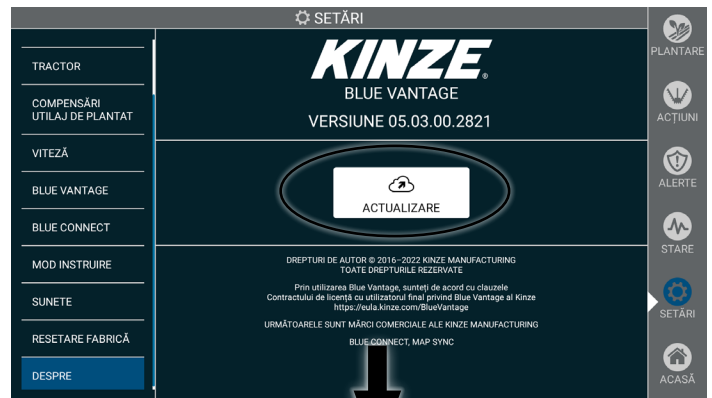 SETĂRI
TRACTOR
COMPENSĂRI
UTILAJ DE PLANTAT
VITEZĂ
BLUE VANTAGE
BLUE CONNECT
MOD INSTRUIRE
SUNETE
RESETARE FABRICĂ
DESPRE
KINZE®
BLUE VANTAGE
VERSIUNE 05.03.00.2821
ACTUALIZARE
DREPTURI DE AUTOR © 2016–2022 KINZE MANUFACTURING
TOATE DREPTURILE REZERVATE
Prin utilizarea Blue Vantage, sunteți de acord cu clauzele
Contractului de licență cu utilizatorul final privind Blue Vantage al Kinze
https://eula.kinze.com/BlueVantage
URMĂTOARELE SUNT MĂRCI COMERCIALE ALE KINZE MANUFACTURING
BLUE CONNECT, MAP SYNC
PLANTARE
ACȚIUNI
ALERTE
STARE
SETĂRI
ACASĂ